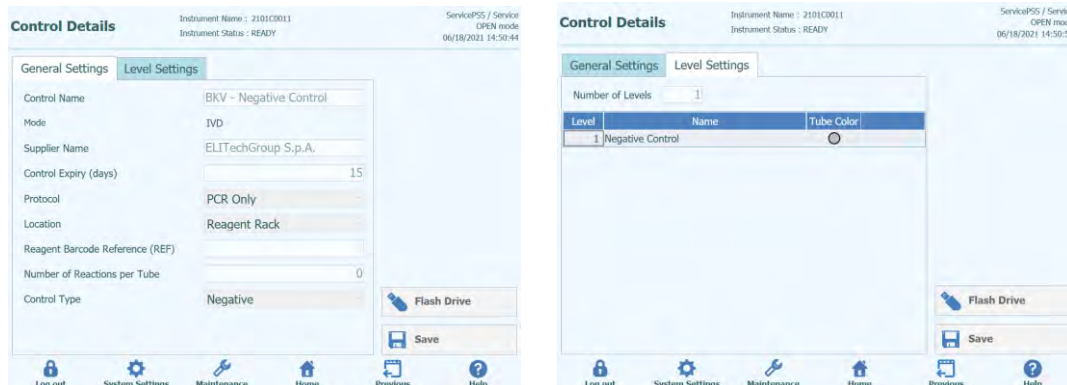 Control Details
Instrument Name : 2101C0011
Instrument Status : READY
ServicePSS / Service
OPEN mode
06/18/2021 14:50:44
General Settings Level Settings
Control Name BKV - Negative Control
Mode IVD
Supplier Name ELITechGroup S.p.A.
Control Expiry (days) 15
Protocol PCR Only
Location Reagent Rack
Reagent Barcode Reference (REF)
Number of Reactions per Tube 0
Control Type Negative
Flash Drive
Save
Log out System Settings Maintenance Home Previous Help
Control Details
Instrument Name : 2101C0011
Instrument Status : READY
ServicePSS /
OPEN
06/18/2021
General Settings Level Settings
Number of Levels 1
Level Name Tube Color
1 Negative Control
Flash Drive
Save
Log out System Settings Maintenance Home Previous Help